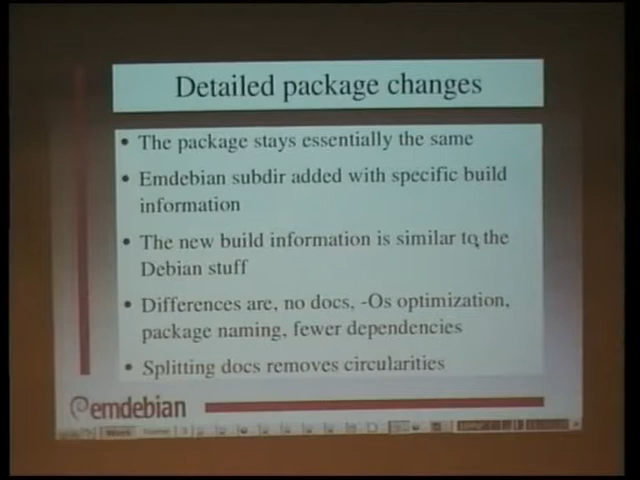 Detailed package changes
• The package stays essentially the same
• Emdebian subdir added with specific build
information
• The new build information is similar to the
Debian stuff
• Differences are, no docs, -Os optimization,
package naming, fewer dependencies
• Splitting docs removes circularities
emdebian